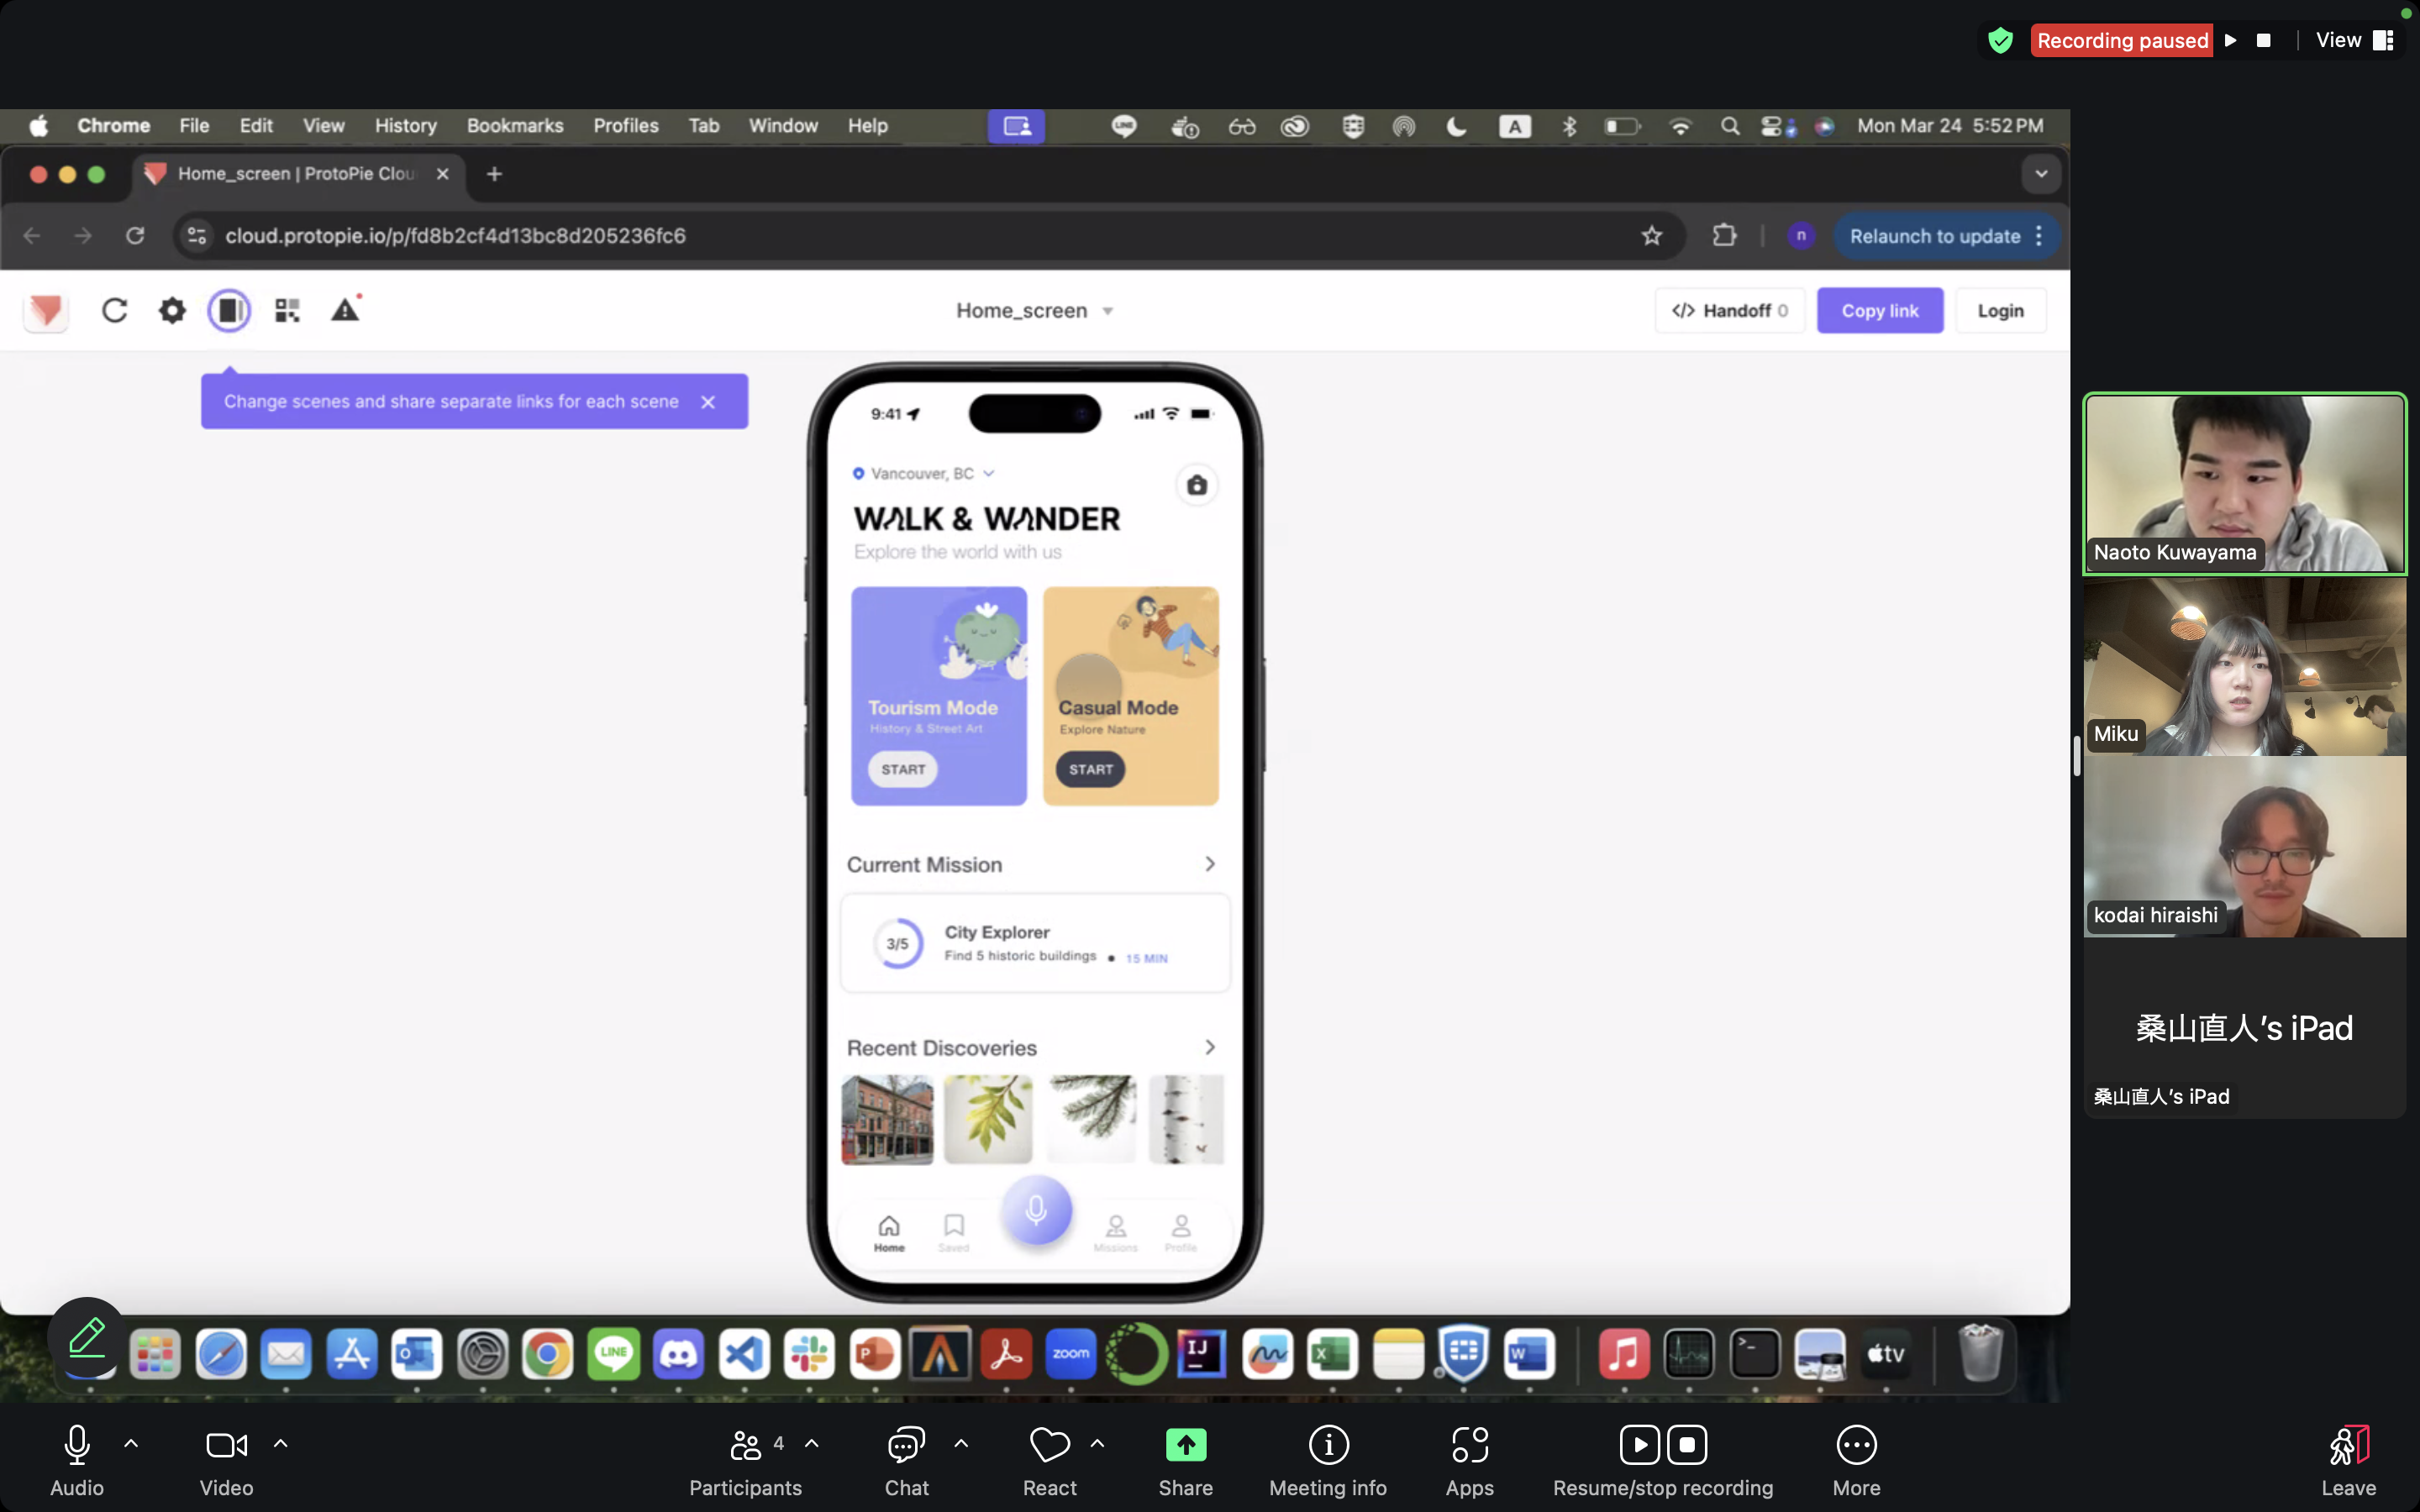 Recording paused
View
Chrome File Edit View History Bookmarks Profiles Tab Window Help
LINE
A
Mon Mar 24 5:52 PM
Home_screen | ProtoPie Clou
cloud.protopie.io/p/fd8b2cf4d13bc8d205236fc6
n
Relaunch to update
Home_screen
</> Handoff 0
Copy link
Login
Change scenes and share separate links for each scene
9:41
Vancouver, BC
WALK & WANDER
Explore the world with us
Tourism Mode
History & Street Art
START
Casual Mode
Explore Nature
START
Current Mission
3/5
City Explorer
Find 5 historic buildings • 15 MIN
Recent Discoveries
Home
Saved
Missions
Profile
Naoto Kuwayama
Miku
kodai hiraishi
桑山直人’s iPad
桑山直人’s iPad
LINE
P
zoom
IJ
X
W
tv
Audio
Video
Participants 4
Chat
React
Share
Meeting info
Apps
Resume/stop recording
More
Leave